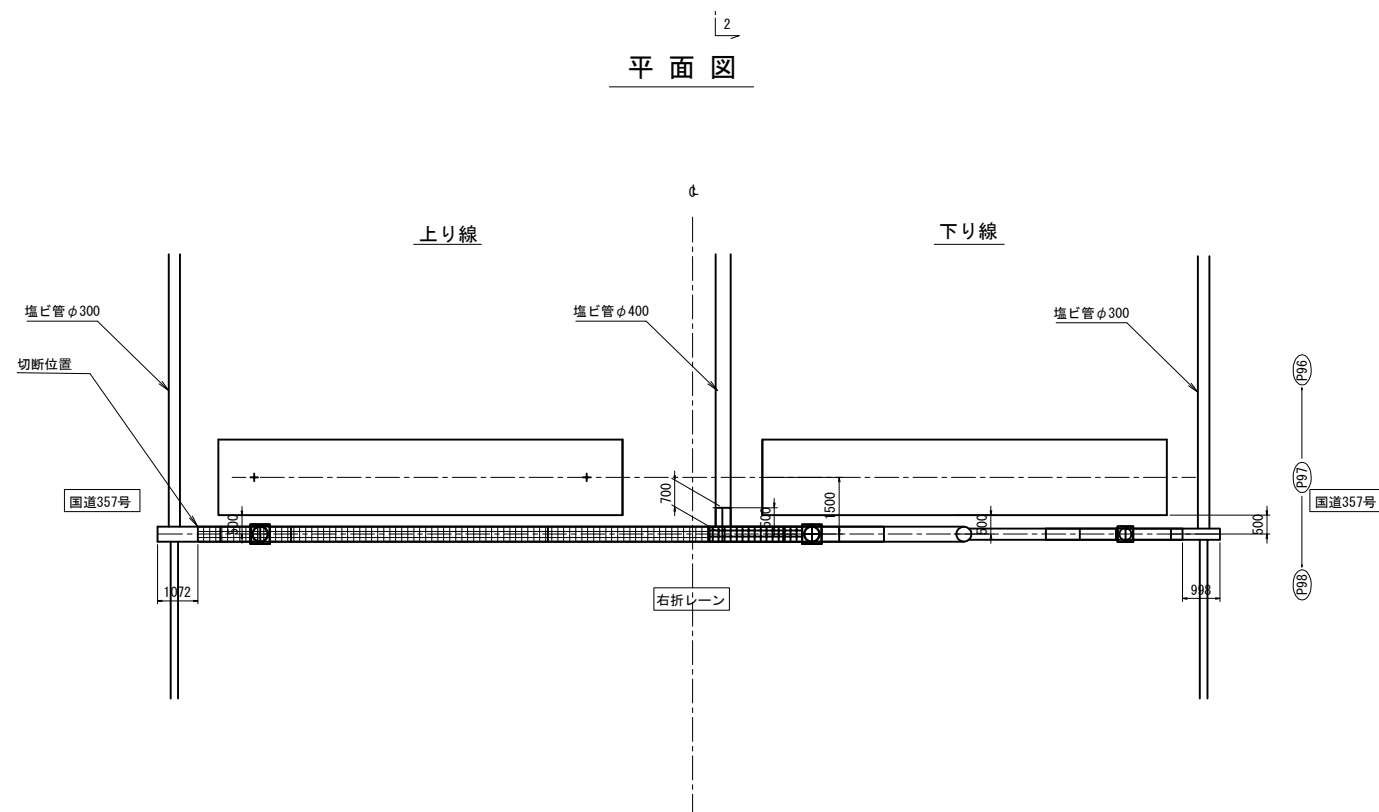 2
平面図
℄
上り線
下り線
塩ビ管φ300
塩ビ管φ400
塩ビ管φ300
切断位置
P96
国道357号
700
1500
P97
国道357号
500
500
500
500
1072
右折レーン
998
P98